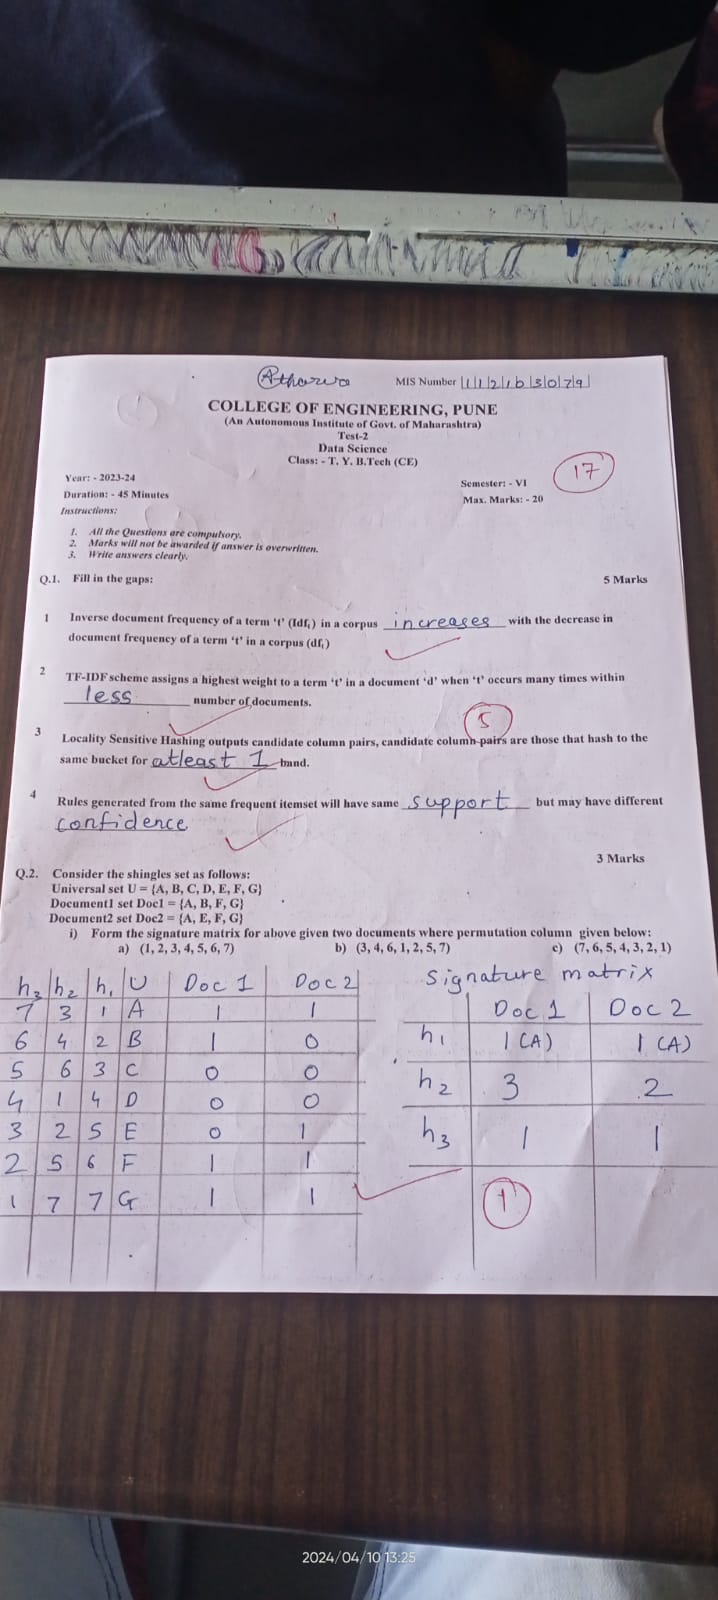 Atharva MIS Number |1|1|2|1|0|3|0|7|9|
COLLEGE OF ENGINEERING, PUNE
(An Autonomous Institute of Govt. of Maharashtra)
Test-2
Data Science
Class: - T. Y. B.Tech (CE)
17
Year: - 2023-24 Semester: - VI
Duration: - 45 Minutes Max. Marks: - 20
Instructions:
1. All the Questions are compulsory.
2. Marks will not be awarded if answer is overwritten.
3. Write answers clearly.
Q.1. Fill in the gaps: 5 Marks
1 Inverse document frequency of a term ‘t’ (Idfₜ) in a corpus increases with the decrease in
document frequency of a term ‘t’ in a corpus (dfₜ)
2 TF-IDF scheme assigns a highest weight to a term ‘t’ in a document ‘d’ when ‘t’ occurs many times within
less number of documents.
5
3 Locality Sensitive Hashing outputs candidate column pairs, candidate column pairs are those that hash to the
same bucket for atleast 1 band.
4 Rules generated from the same frequent itemset will have same support but may have different
confidence
3 Marks
Q.2. Consider the shingles set as follows:
Universal set U = {A, B, C, D, E, F, G}
Document1 set Doc1 = {A, B, F, G}
Document2 set Doc2 = {A, E, F, G}
i) Form the signature matrix for above given two documents where permutation column given below:
a) (1, 2, 3, 4, 5, 6, 7) b) (3, 4, 6, 1, 2, 5, 7) c) (7, 6, 5, 4, 3, 2, 1)
h₃ h₂ h₁ U Doc 1 Doc 2
7 3 1 A 1 1
6 4 2 B 1 0
5 6 3 C 0 0
4 1 4 D 0 0
3 2 5 E 0 1
2 5 6 F 1 1
1 7 7 G 1 1
Signature matrix
Doc 1 Doc 2
h₁ 1 (A) 1 (A)
h₂ 3 2
h₃ 1 1
1
2024/04/10 13:25